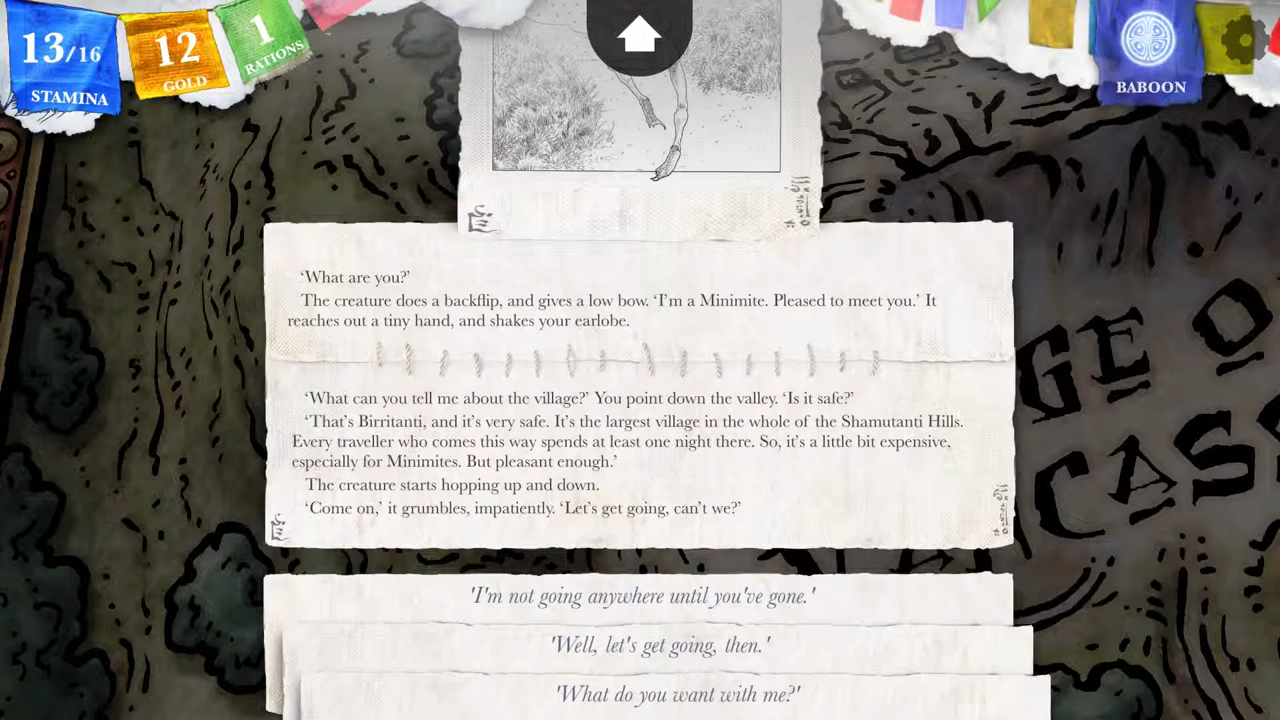 13/16
STAMINA
12
GOLD
1
RATIONS
BABOON
‘What are you?’
The creature does a backflip, and gives a low bow. ‘I’m a Minimite. Pleased to meet you.’ It
reaches out a tiny hand, and shakes your earlobe.
‘What can you tell me about the village?’ You point down the valley. ‘Is it safe?’
‘That’s Birritanti, and it’s very safe. It’s the largest village in the whole of the Shamutanti Hills.
Every traveller who comes this way spends at least one night there. So, it’s a little bit expensive,
especially for Minimites. But pleasant enough.’
The creature starts hopping up and down.
‘Come on,’ it grumbles, impatiently. ‘Let’s get going, can’t we?’
GE O
CAS
'I'm not going anywhere until you've gone.'
'Well, let's get going, then.'
'What do you want with me?'